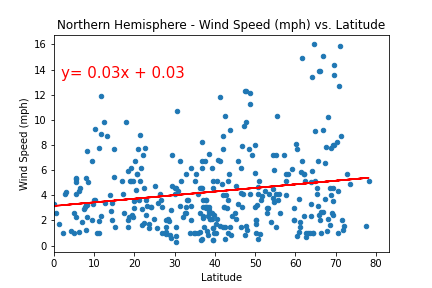 Northern Hemisphere - Wind Speed (mph) vs. Latitude
16
y= 0.03x + 0.03
14
12
10
8
6
4
2
0
Wind Speed (mph)
0 10 20 30 40 50 60 70 80
Latitude